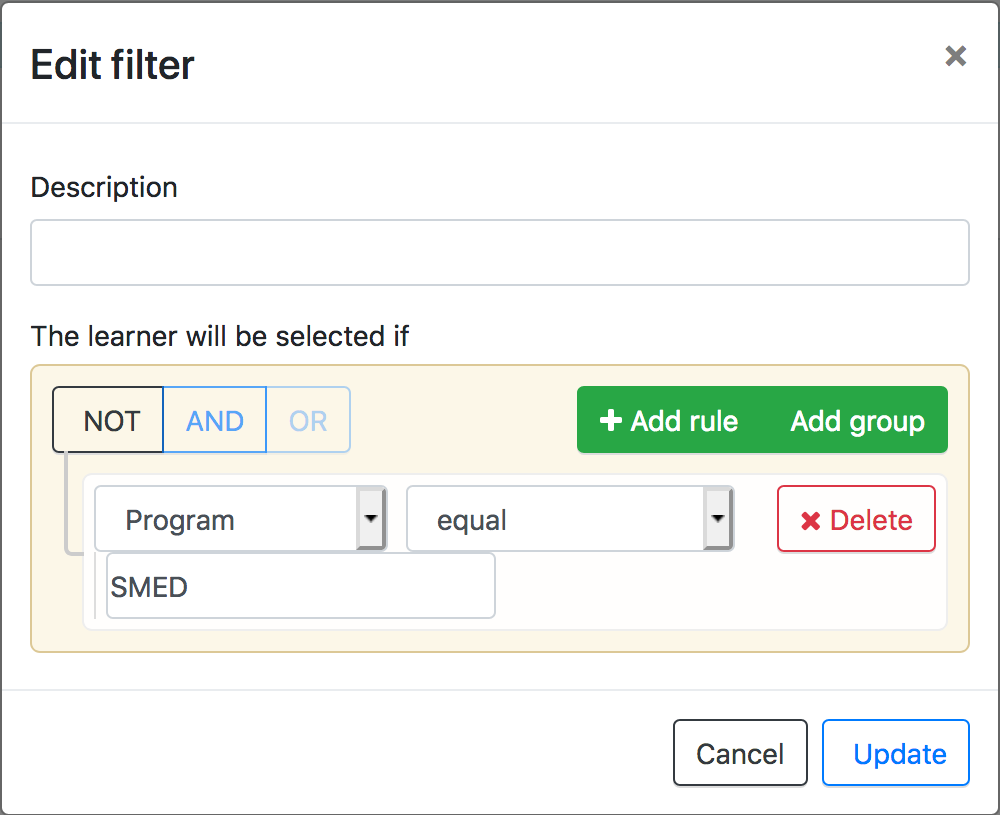 Edit filter ×
Description
The learner will be selected if
NOT AND OR + Add rule Add group
Program equal ✖ Delete
SMED
Cancel Update